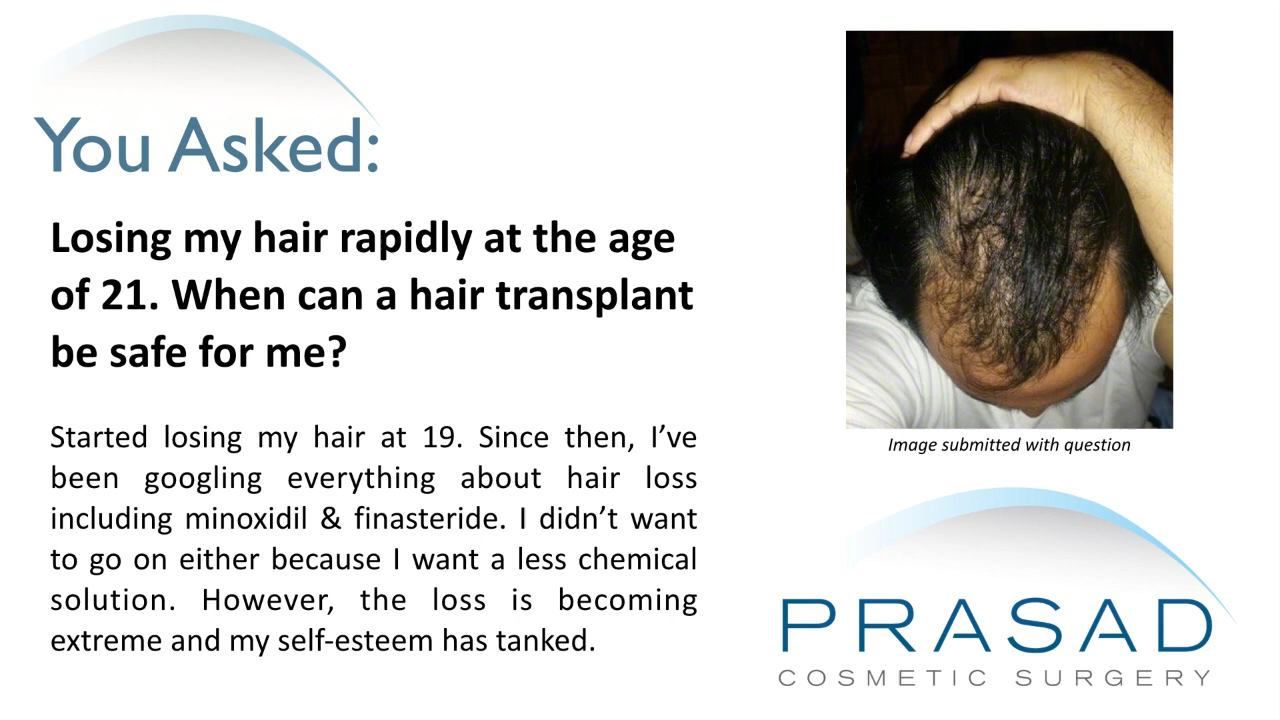 You Asked:
Losing my hair rapidly at the age
of 21. When can a hair transplant
be safe for me?
Started losing my hair at 19. Since then, I’ve
been googling everything about hair loss
including minoxidil & finasteride. I didn’t want
to go on either because I want a less chemical
solution. However, the loss is becoming
extreme and my self-esteem has tanked.
Image submitted with question
PRASAD
COSMETIC SURGERY